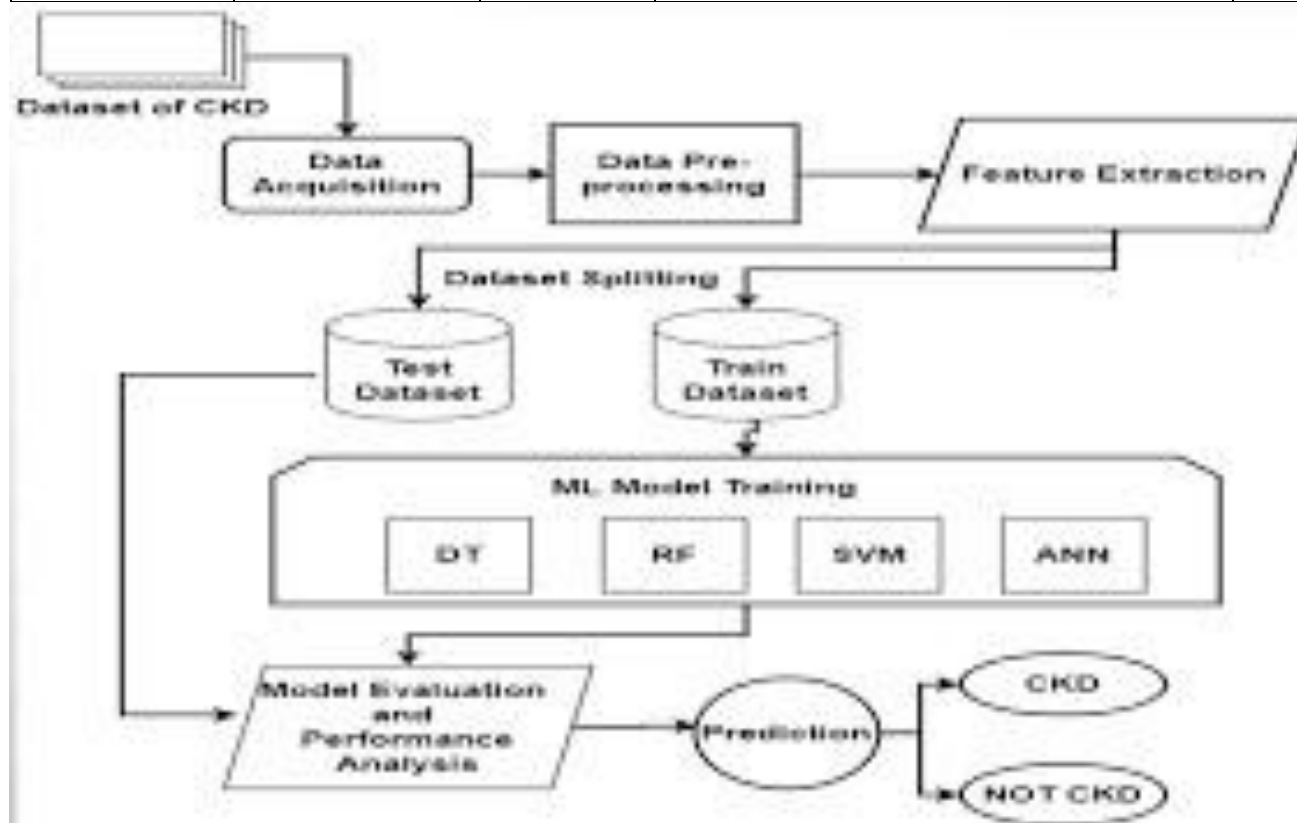 Dataset of CKD
Data
Acquisition
Data Pre-
processing
Feature Extraction
Dataset Splitting
Test
Dataset
Train
Dataset
ML Model Training
DT
RF
SVM
ANN
Model Evaluation
and
Performance
Analysis
Prediction
CKD
NOT CKD